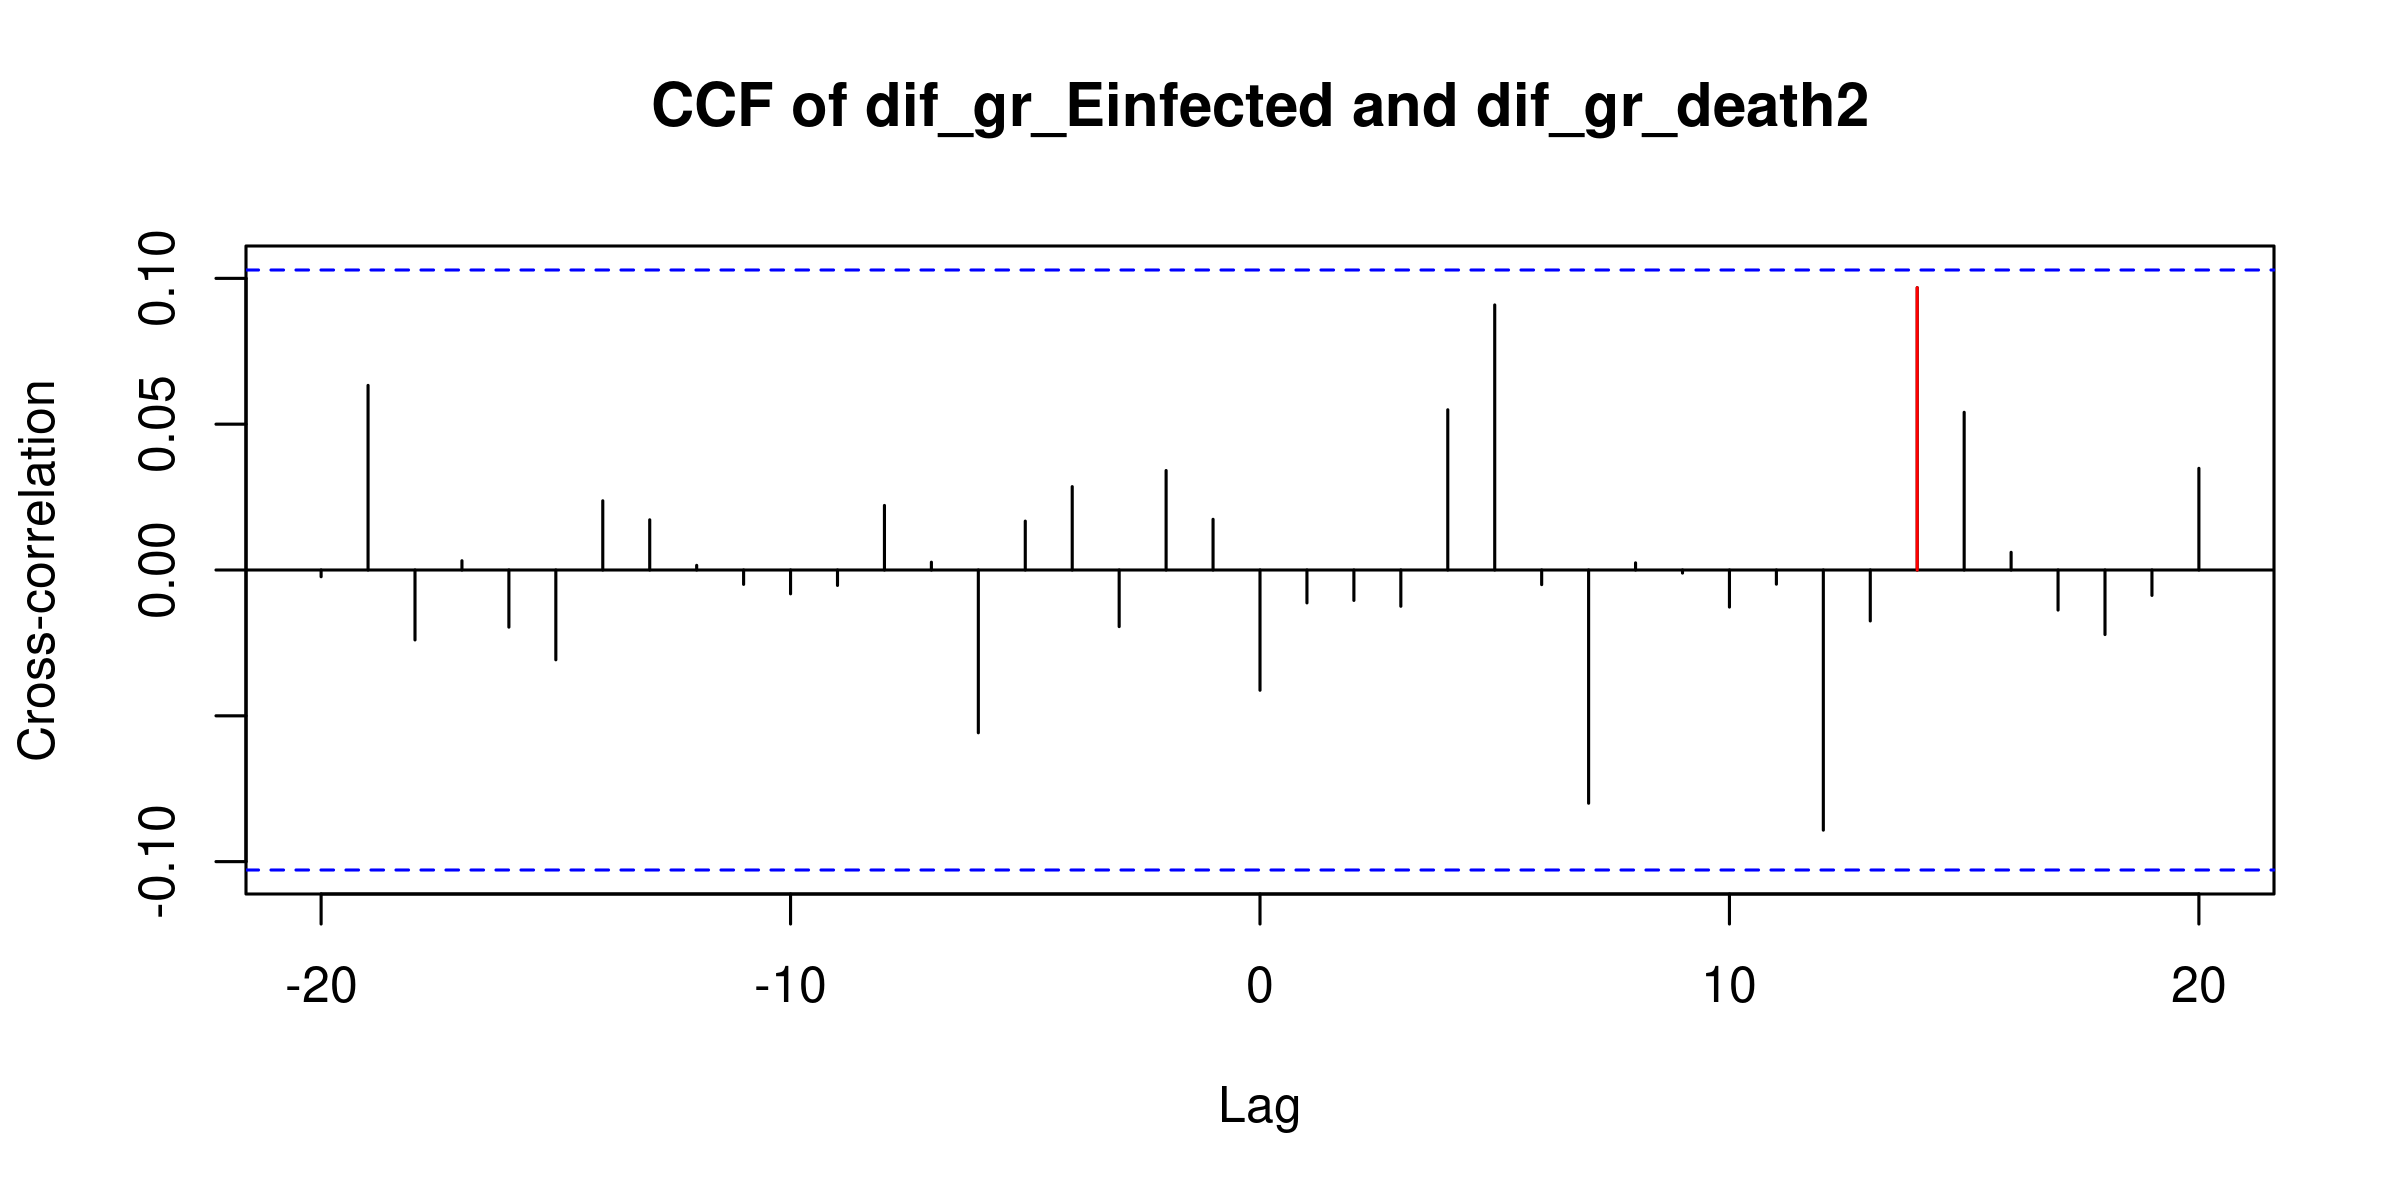 CCF of dif_gr_Einfected and dif_gr_death2
Cross-correlation
0.10
0.05
0.00
-0.10
-20 -10 0 10 20
Lag